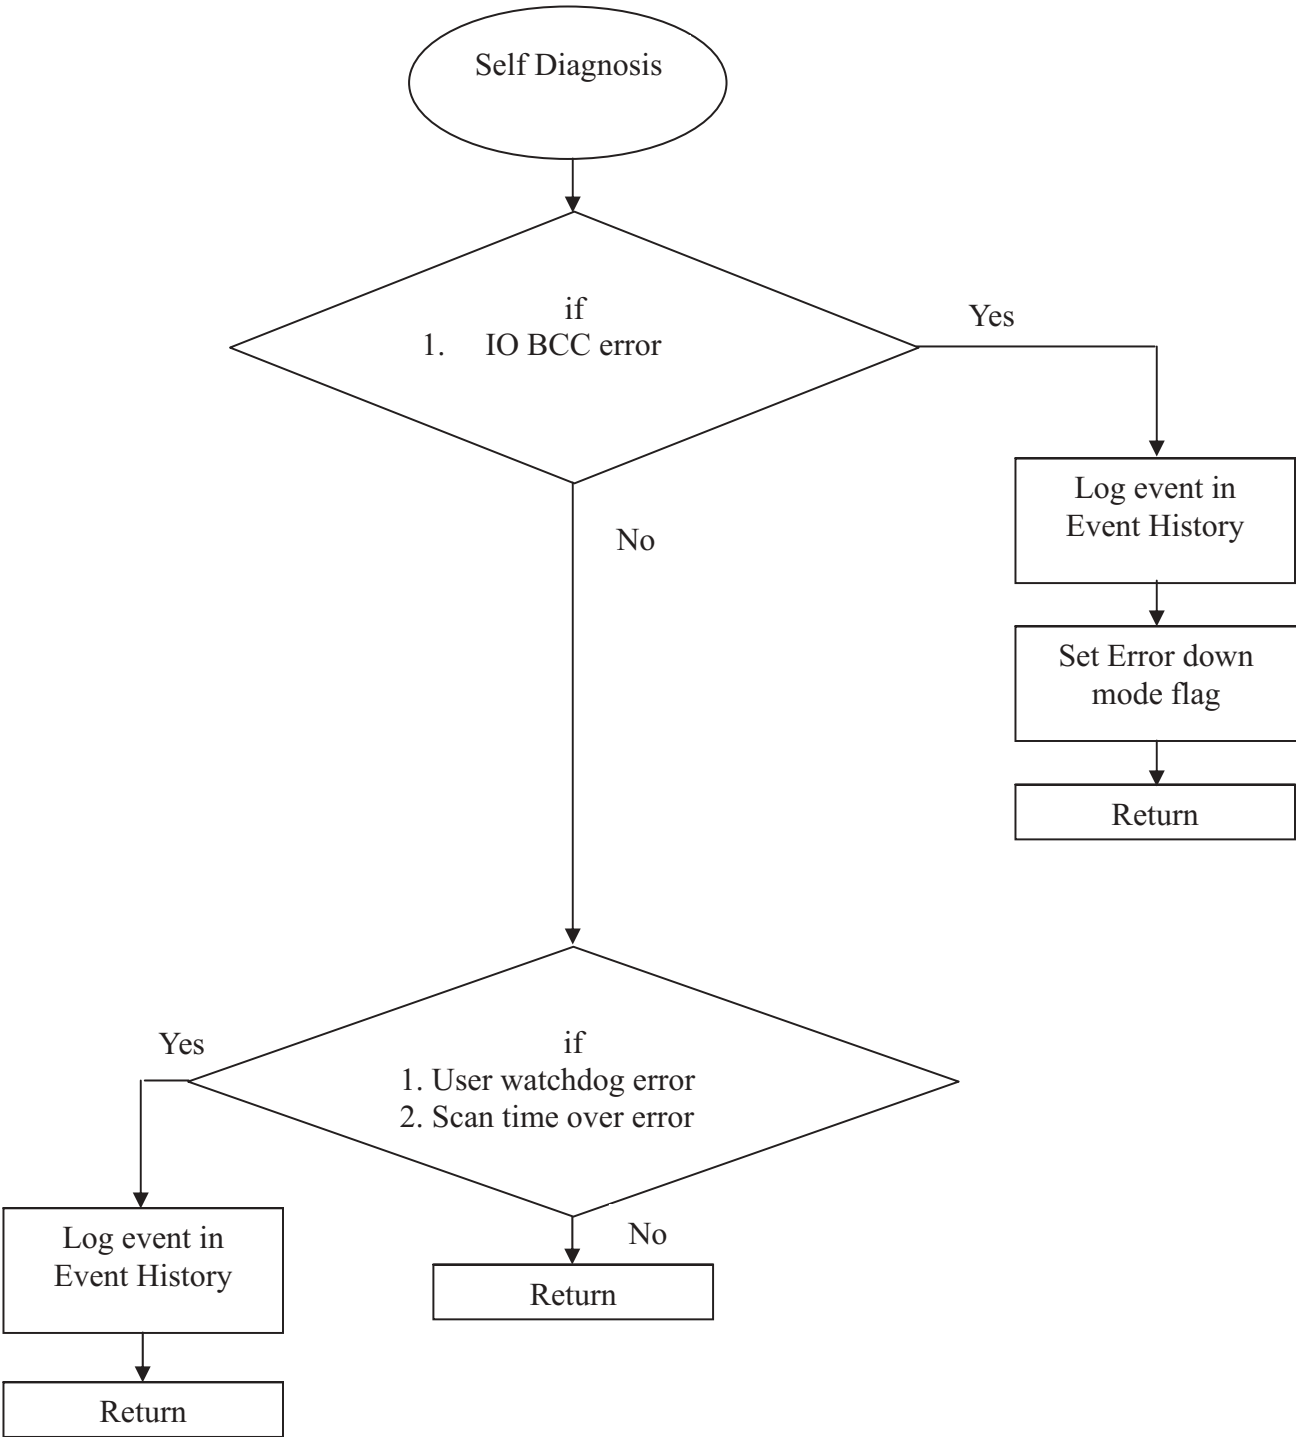 Self Diagnosis
if
1. IO BCC error
Yes
No
Log event in
Event History
Set Error down
mode flag
Return
if
1. User watchdog error
2. Scan time over error
Yes
No
Log event in
Event History
Return
Return